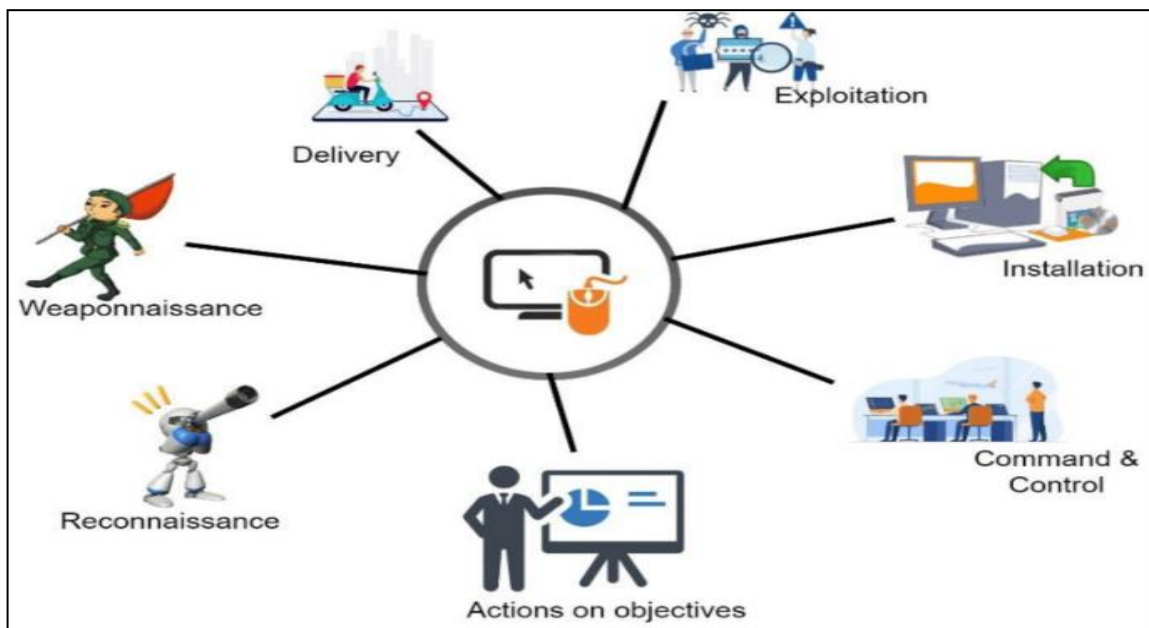 Exploitation
Delivery
Installation
Weaponnaissance
Command &
Control
Reconnaissance
Actions on objectives